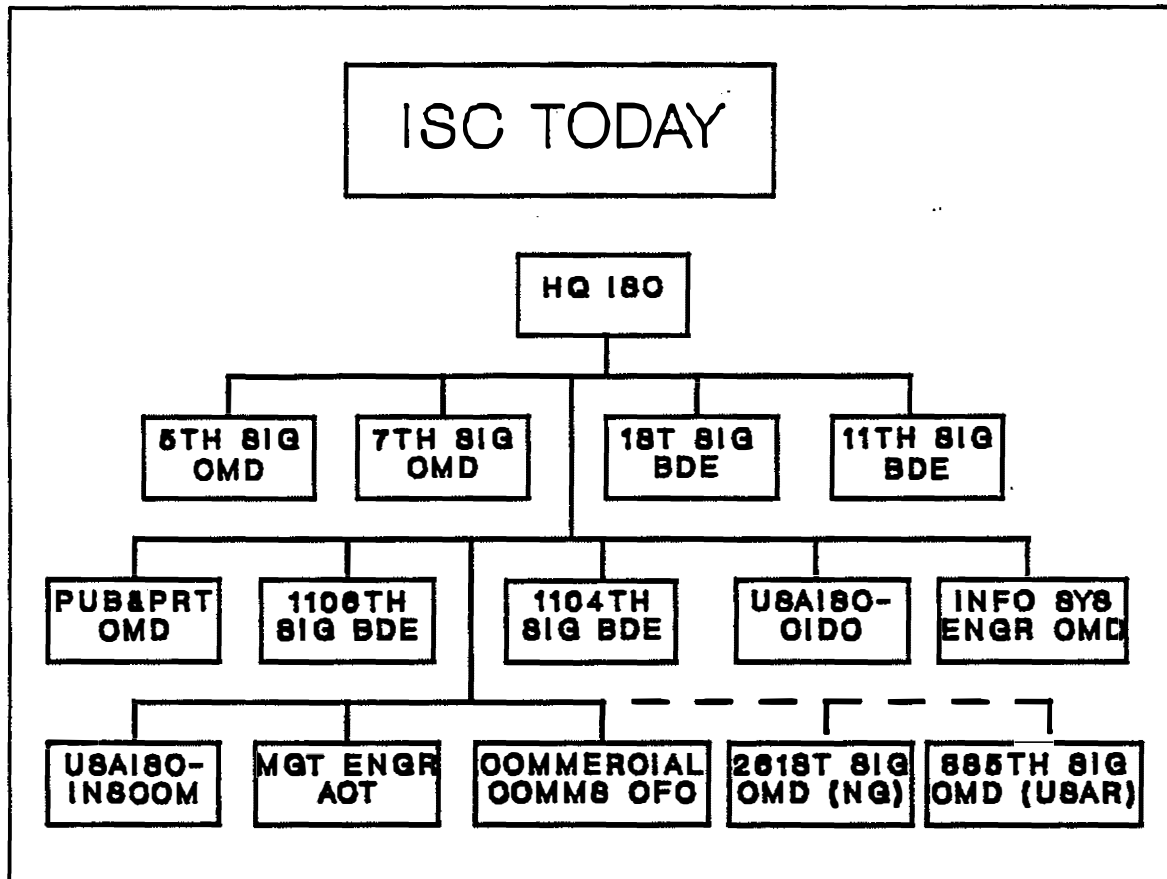 ISC TODAY
HQ ISC
5TH SIG
CMD
7TH SIG
CMD
1ST SIG
BDE
11TH SIG
BDE
PUB&PRT
CMD
1106TH
SIG BDE
1104TH
SIG BDE
USAISC-
CIDC
INFO SYS
ENGR CMD
USAISC-
INSCOM
MGT ENGR
ACT
COMMERCIAL
COMMS OFC
261ST SIG
CMD (NG)
335TH SIG
CMD (USAR)